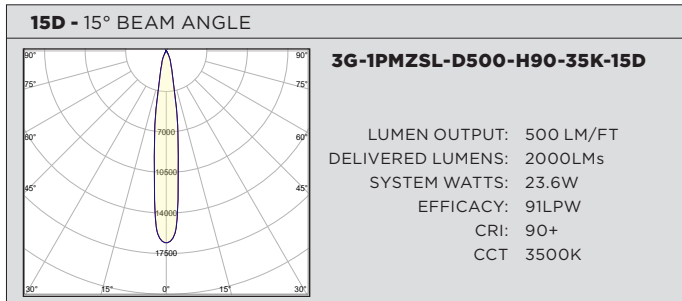 15D - 15° BEAM ANGLE
90° 90°
3G-1PMZSL-D500-H90-35K-15D
75° 75°
7000
60° 60°
LUMEN OUTPUT: 500 LM/FT
DELIVERED LUMENS: 2000LMs
10500
SYSTEM WATTS: 23.6W
45° 45°
EFFICACY: 91LPW
14000
CRI: 90+
CCT 3500K
17500
30° 15° 0° 15° 30°